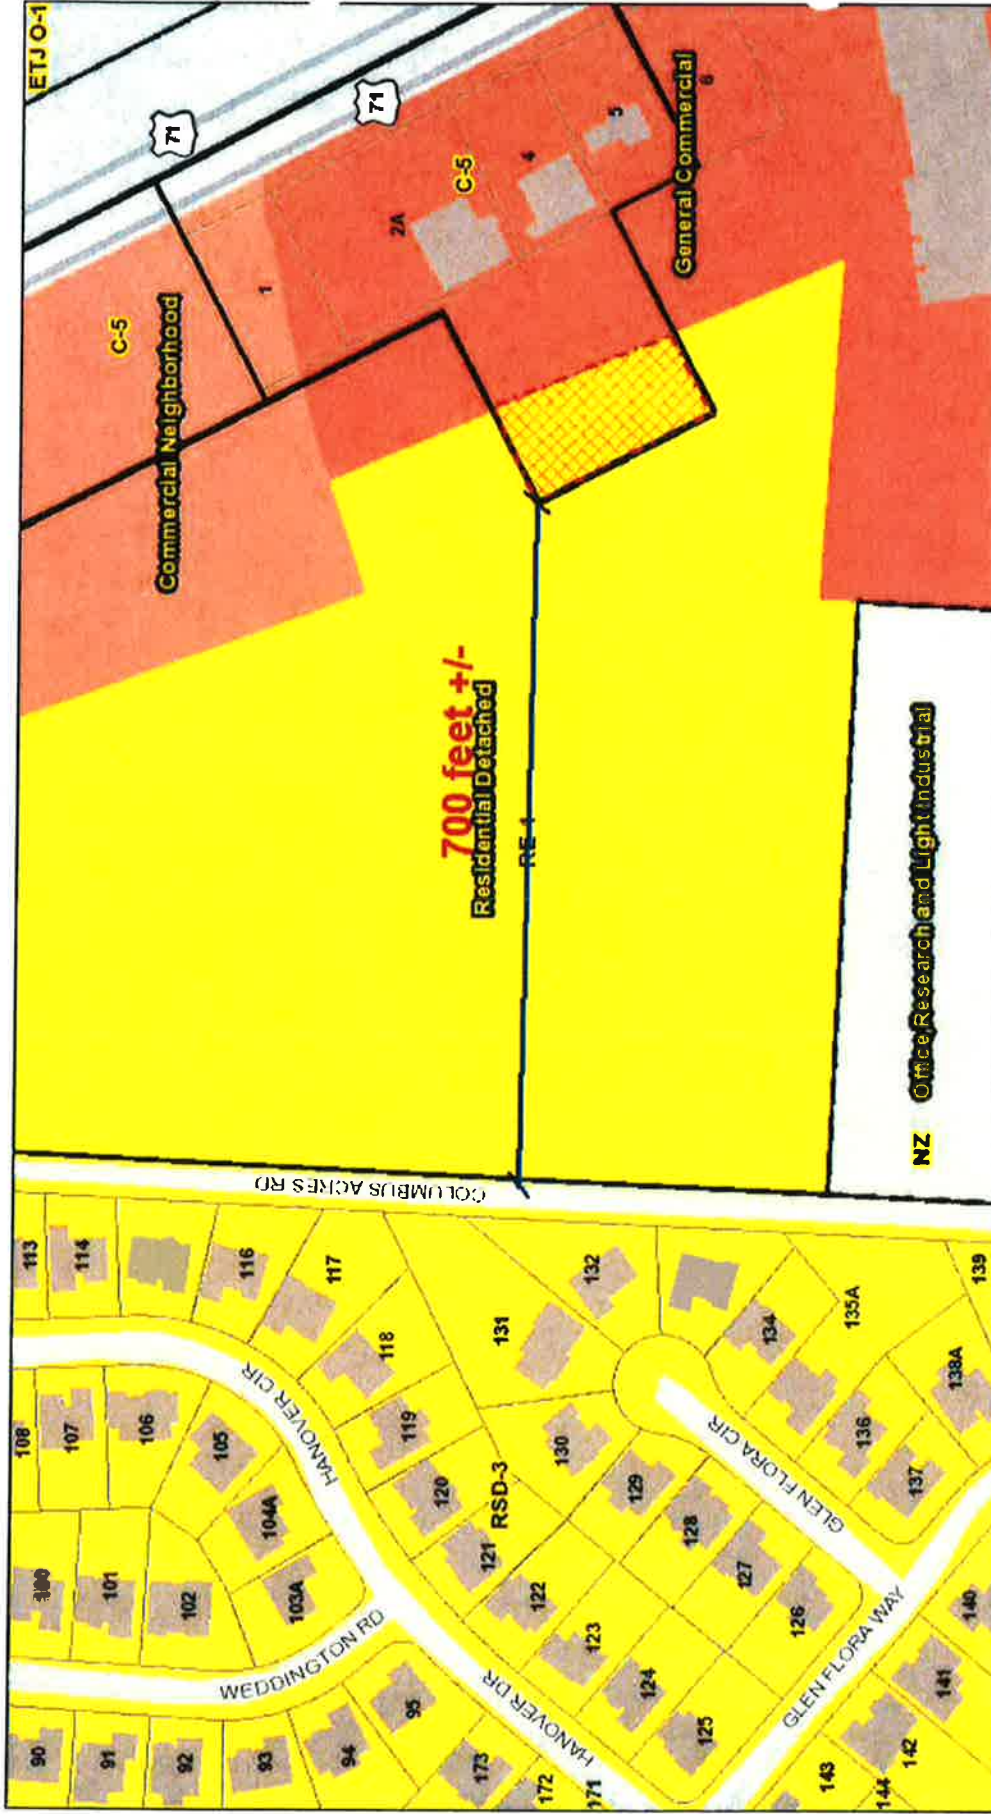 ETJ O-1
71
71
C-5
Commercial Neighborhood
1
2A
C-5
4
5
6
General Commercial
700 feet +/-
Residential Detached
RE-1
NZ
Office Research and Light Industrial
COLUMBUS ACRES RD
113
114
116
117
118
119
120
121
122
123
124
125
126
127
128
129
130
131
132
134
135A
136
137
138A
139
140
141
142
143
144
108
107
106
105
104A
103A
102
101
90
91
92
93
94
95
173
172
171
RSD-3
HANOVER CIR
WEDDINGTON RD
HANOVER DR
GLEN FLORA CIR
GLEN FLORA WAY